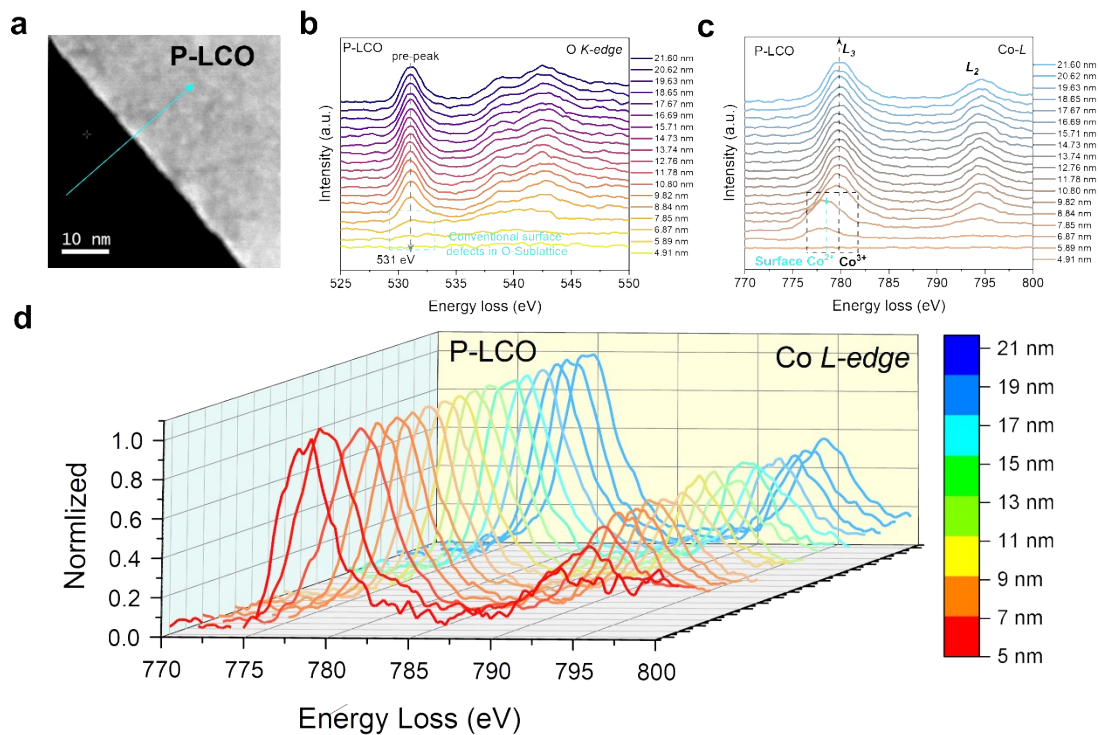 a
P-LCO
10 nm
b
P-LCO
pre-peak
O K-edge
Intensity (a.u.)
21.60 nm
20.62 nm
19.63 nm
18.65 nm
17.67 nm
16.69 nm
15.71 nm
14.73 nm
13.74 nm
12.76 nm
11.78 nm
10.80 nm
9.82 nm
8.84 nm
7.85 nm
6.87 nm
5.89 nm
4.91 nm
Conventional surface
defects in O Sublattice
531 eV
525 530 535 540 545 550
Energy loss (eV)
c
P-LCO
L3
L2
Co-L
Intensity (a.u.)
21.60 nm
20.62 nm
19.63 nm
18.65 nm
17.67 nm
16.69 nm
15.71 nm
14.73 nm
13.74 nm
12.76 nm
11.78 nm
10.80 nm
9.82 nm
8.84 nm
7.85 nm
6.87 nm
5.89 nm
4.91 nm
Surface Co2+ Co3+
770 775 780 785 790 795 800
Energy loss (eV)
d
P-LCO
Co L-edge
Normlized
1.0
0.8
0.6
0.4
0.2
0.0
770 775 780 785 790 795 800
Energy Loss (eV)
21 nm
19 nm
17 nm
15 nm
13 nm
11 nm
9 nm
7 nm
5 nm